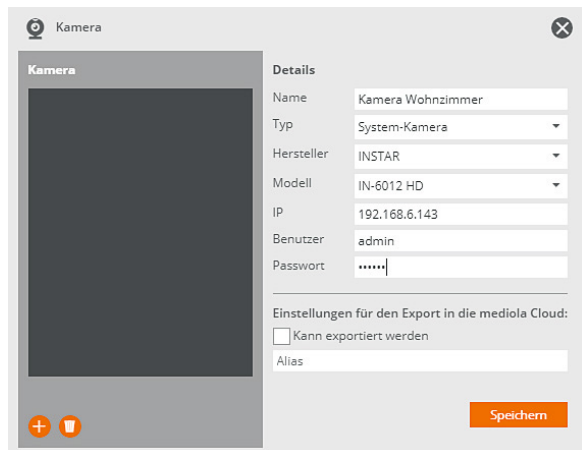 Kamera
Kamera
Details
Name Kamera Wohnzimmer
Typ System-Kamera
Hersteller INSTAR
Modell IN-6012 HD
IP 192.168.6.143
Benutzer admin
Passwort ••••••
Einstellungen für den Export in die mediola Cloud:
Kann exportiert werden
Alias
Speichern